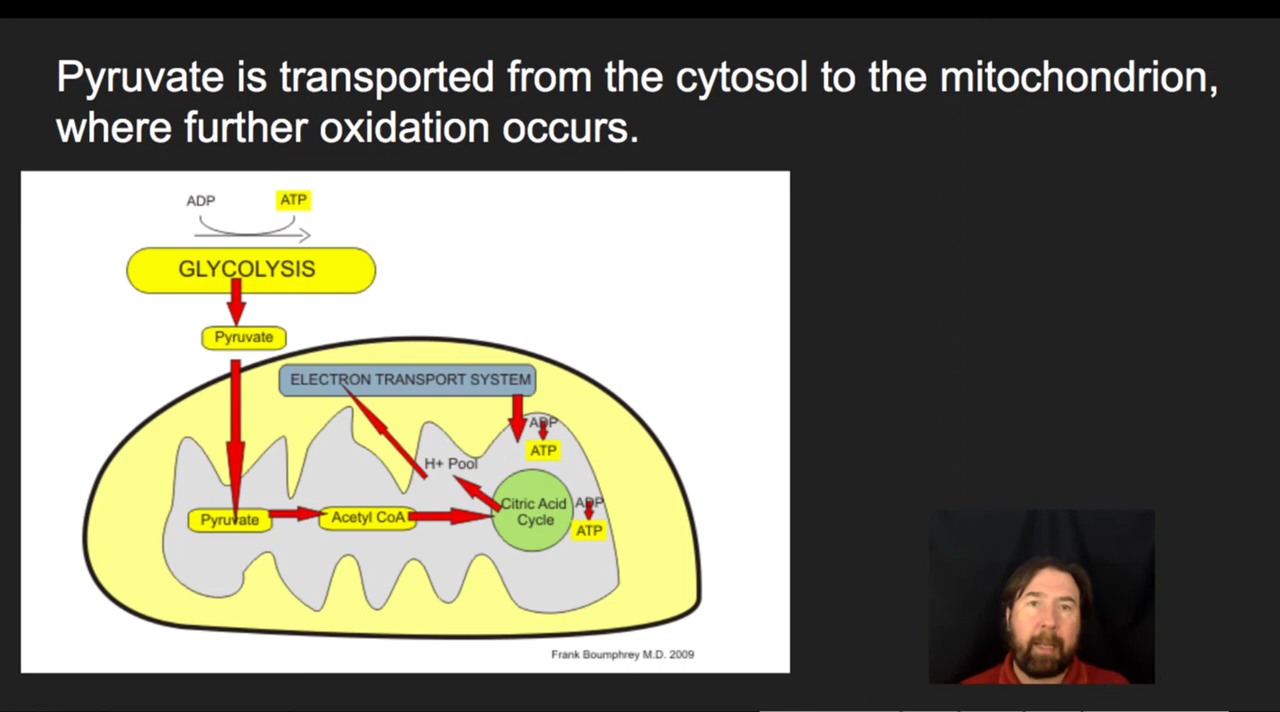 Pyruvate is transported from the cytosol to the mitochondrion,
where further oxidation occurs.
ADP
ATP
GLYCOLYSIS
Pyruvate
ELECTRON TRANSPORT SYSTEM
ADP
ATP
H+ Pool
Citric Acid
Cycle
ADP
ATP
Pyruvate
Acetyl CoA
Frank Boumphrey M.D. 2009